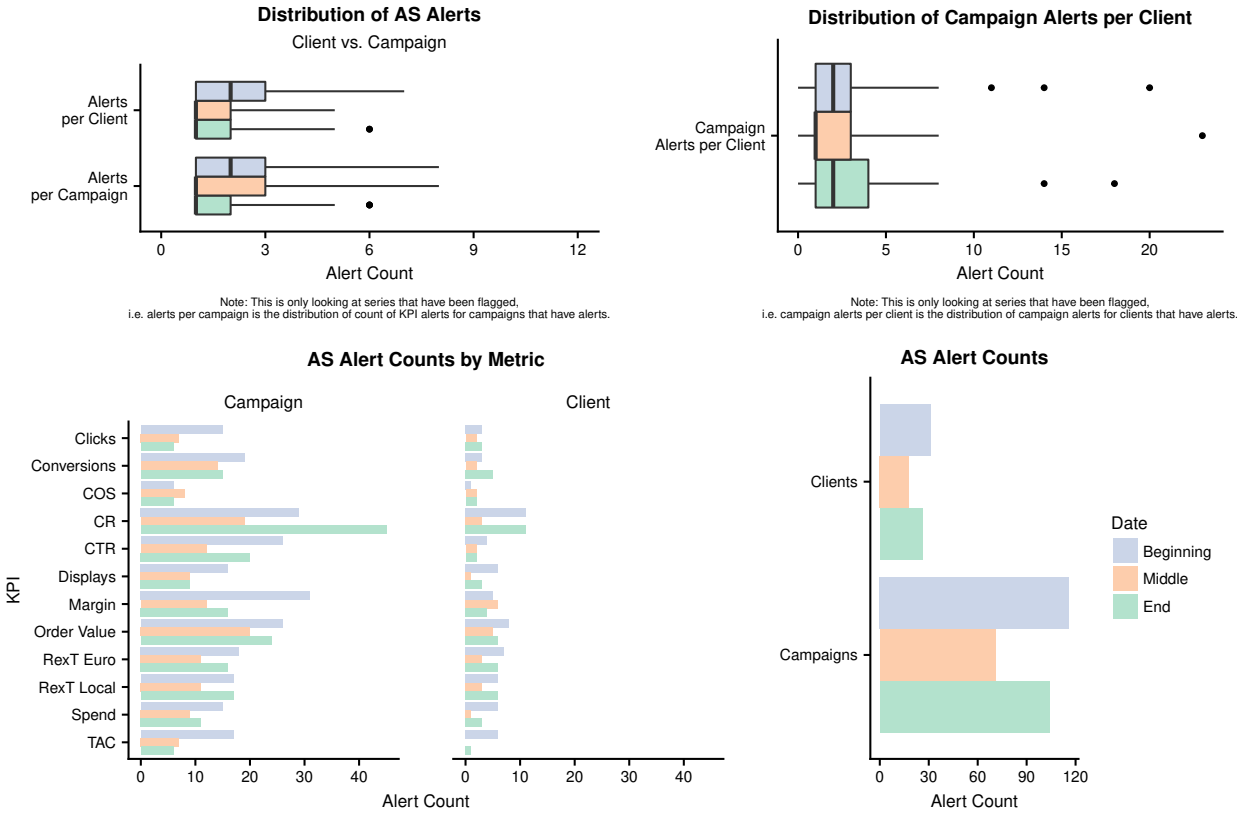 Distribution of AS Alerts
Client vs. Campaign
Alerts
per Client
Alerts
per Campaign
0 3 6 9 12
Alert Count
Note: This is only looking at series that have been flagged,
i.e. alerts per campaign is the distribution of count of KPI alerts for campaigns that have alerts.
Distribution of Campaign Alerts per Client
Campaign
Alerts per Client
0 5 10 15 20
Alert Count
Note: This is only looking at series that have been flagged,
i.e. campaign alerts per client is the distribution of campaign alerts for clients that have alerts.
AS Alert Counts by Metric
Campaign
Client
KPI
Clicks
Conversions
COS
CR
CTR
Displays
Margin
Order Value
RexT Euro
RexT Local
Spend
TAC
0 10 20 30 40
0 10 20 30 40
Alert Count
AS Alert Counts
Clients
Campaigns
0 30 60 90 120
Alert Count
Date
Beginning
Middle
End